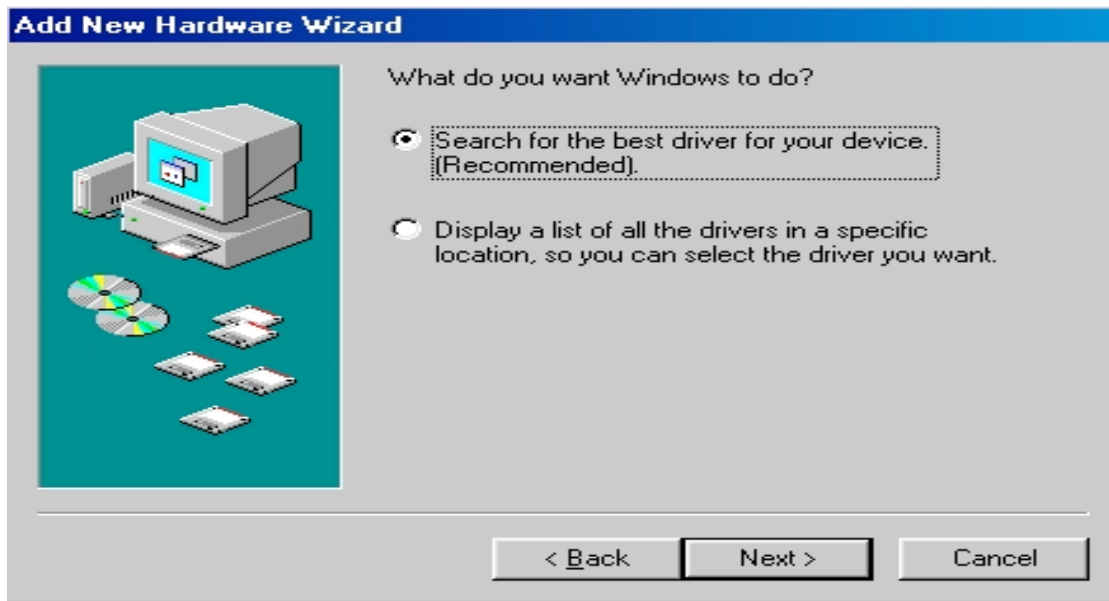 Add New Hardware Wizard
What do you want Windows to do?
Search for the best driver for your device.
(Recommended).
Display a list of all the drivers in a specific
location, so you can select the driver you want.
< Back
Next >
Cancel